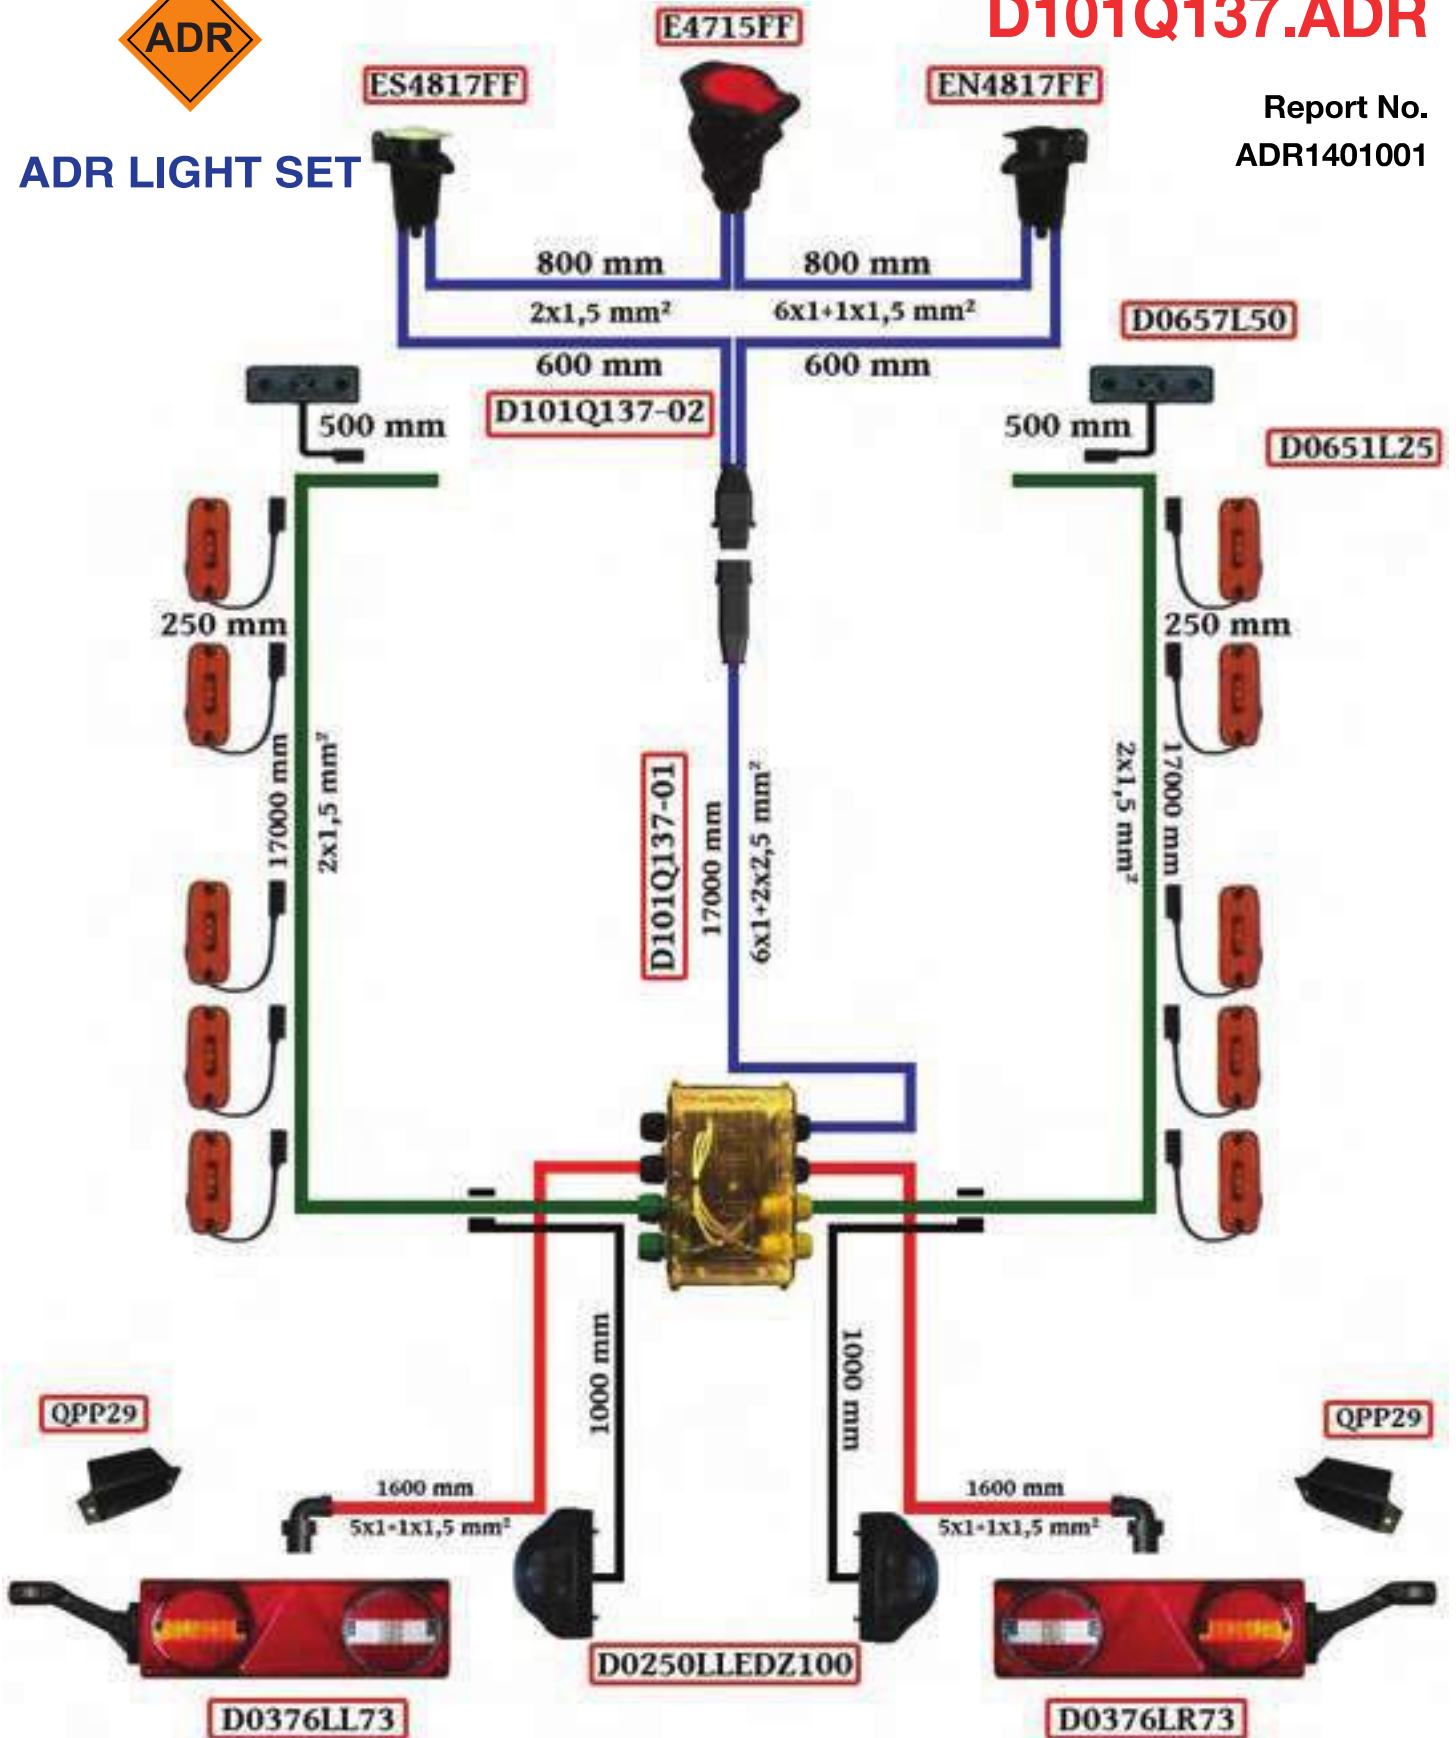 D101Q137.ADR
ADR
E4715FF
ES4817FF
EN4817FF
Report No.
ADR1401001
ADR LIGHT SET
800 mm
800 mm
2x1,5 mm²
6x1+1x1,5 mm²
D0657L50
600 mm
600 mm
D101Q137-02
500 mm
500 mm
D0651L25
250 mm
250 mm
17000 mm
2x1,5 mm²
D101Q137-01
17000 mm
6x1+2x2,5 mm²
2x1,5 mm²
17000 mm
1000 mm
1000 mm
QPP29
QPP29
1600 mm
5x1+1x1,5 mm²
1600 mm
5x1+1x1,5 mm²
D0250LLEDZ100
D0376LL73
D0376LR73